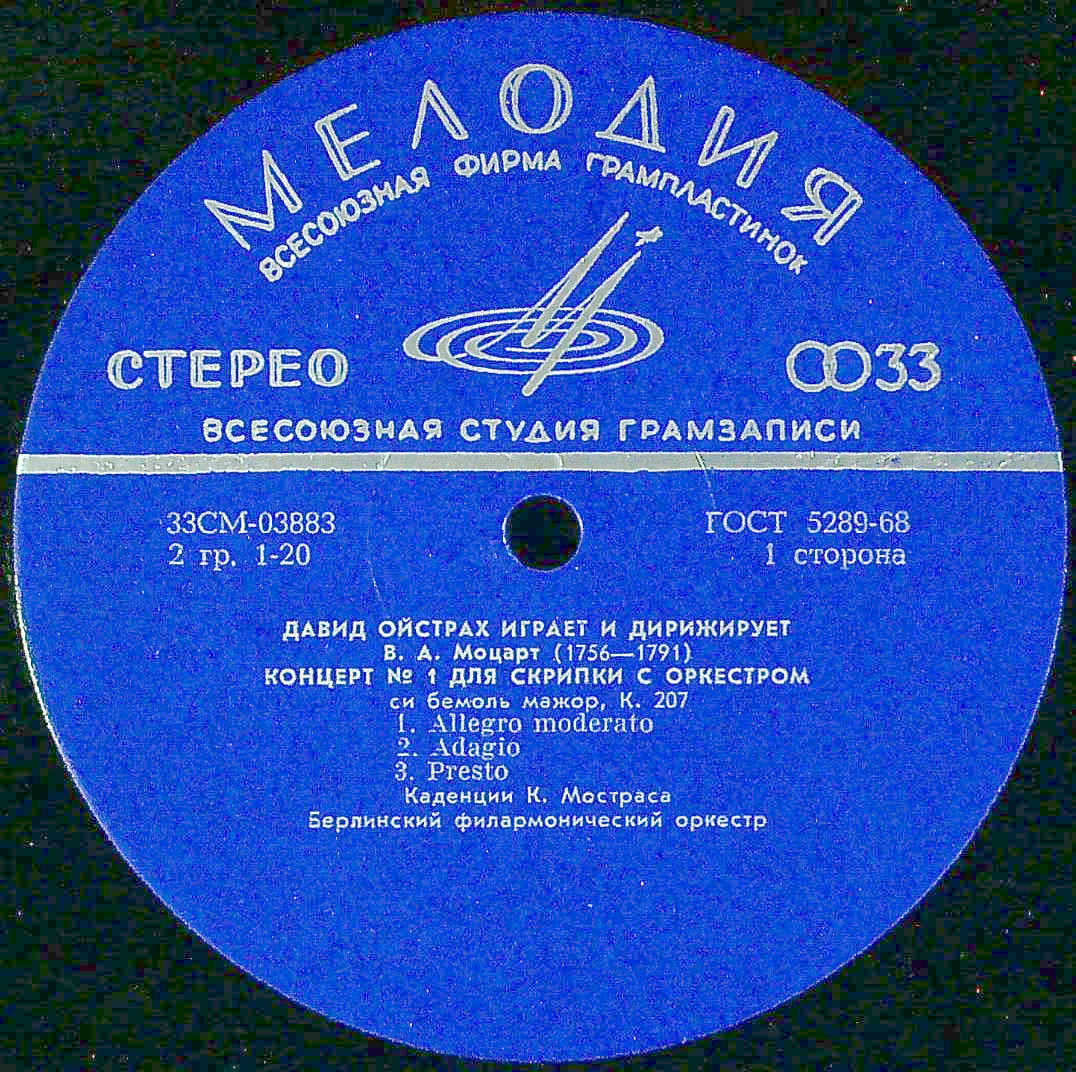 МЕЛОДИЯ
ВСЕСОЮЗНАЯ ФИРМА ГРАМПЛАСТИНОК
СТЕРЕО
33
ВСЕСОЮЗНАЯ СТУДИЯ ГРАМЗАПИСИ
33СМ-03883
ГОСТ 5289-68
2 гр. 1-20
1 сторона
ДАВИД ОЙСТРАХ ИГРАЕТ И ДИРИЖИРУЕТ
В. А. Моцарт (1756—1791)
КОНЦЕРТ № 1 ДЛЯ СКРИПКИ С ОРКЕСТРОМ
си бемоль мажор, К. 207
1. Allegro moderato
2. Adagio
3. Presto
Каденции К. Мостраса
Берлинский филармонический оркестр